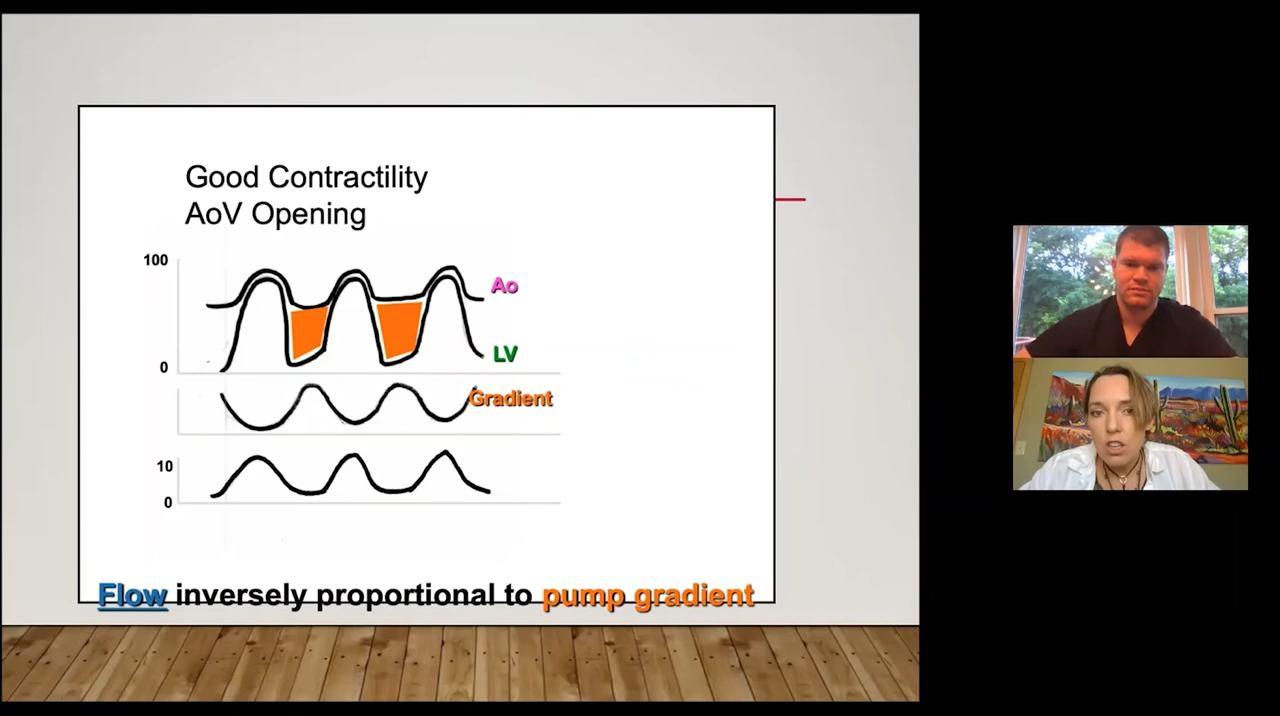 Good Contractility
AoV Opening
100
Ao
LV
0
Gradient
10
0
Flow inversely proportional to pump gradient